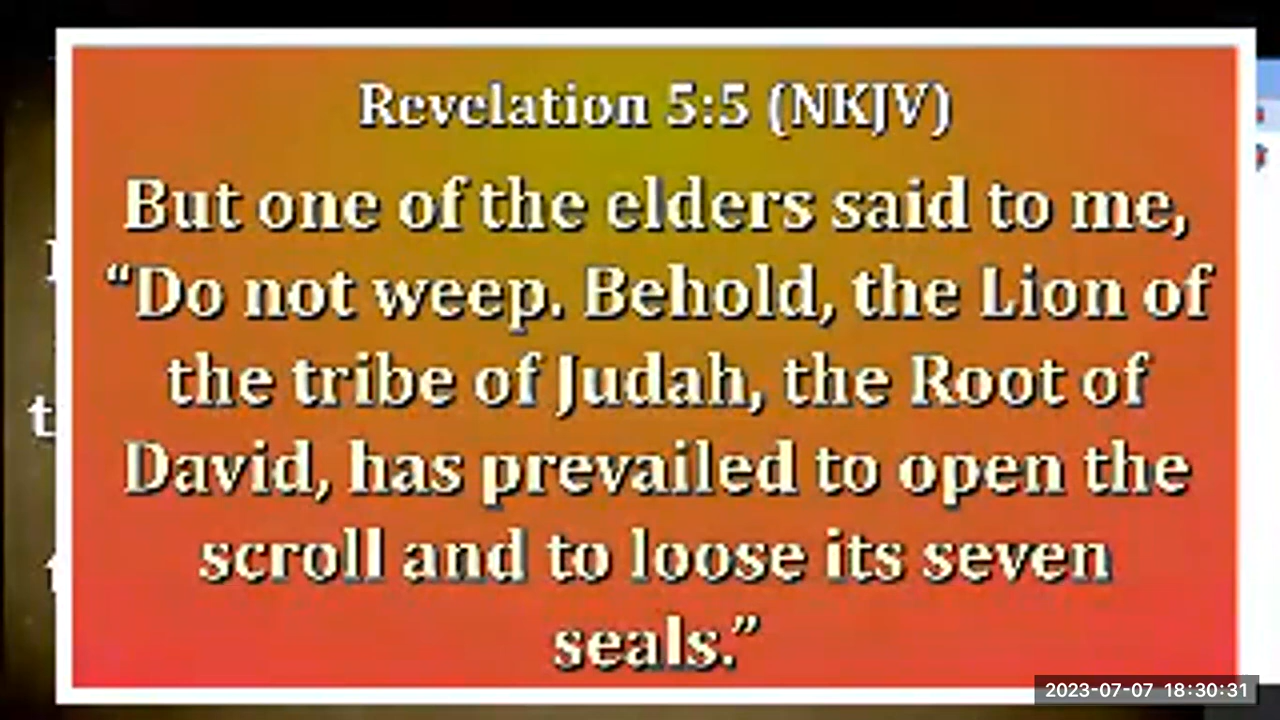 Revelation 5:5 (NKJV)
But one of the elders said to me,
“Do not weep. Behold, the Lion of
the tribe of Judah, the Root of
David, has prevailed to open the
scroll and to loose its seven
seals.”
2023-07-07 18:30:31